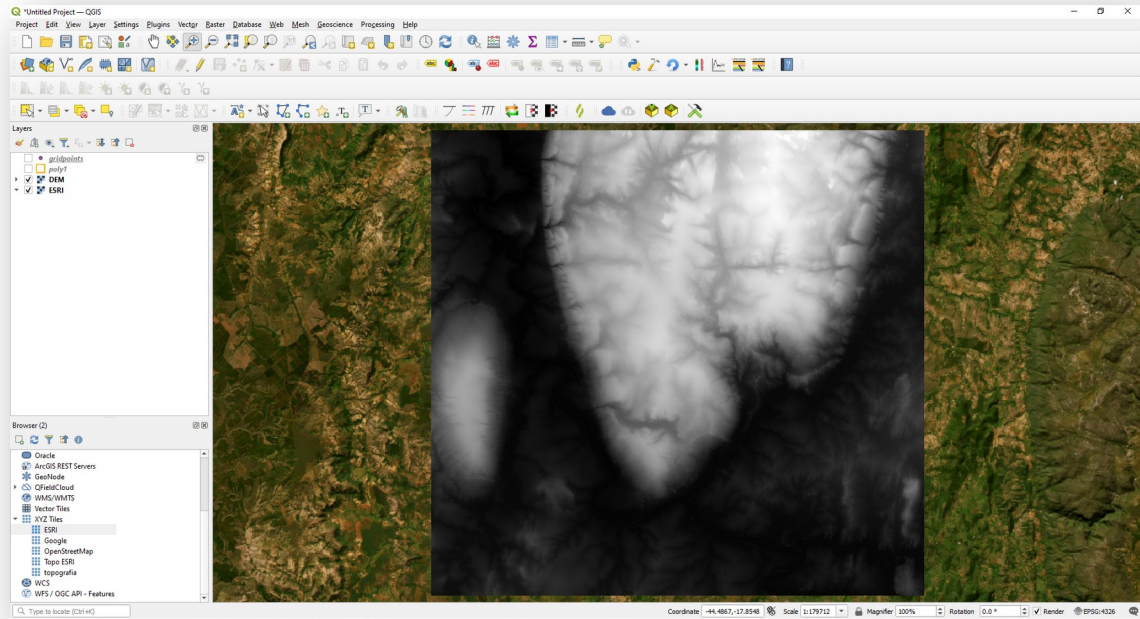 *Untitled Project — QGIS
Project Edit View Layer Settings Plugins Vector Raster Database Web Mesh Geoscience Processing Help
Layers
gridpoints
poly1
DEM
ESRI
Browser (2)
Oracle
ArcGIS REST Servers
GeoNode
QFieldCloud
WMS/WMTS
Vector Tiles
XYZ Tiles
ESRI
Google
OpenStreetMap
Topo ESRI
topografia
WCS
WFS / OGC API - Features
Type to locate (Ctrl+K) Coordinate -44.4867,-17.8548 Scale 1:179712 Magnifier 100% Rotation 0.0 ° Render EPSG:4326